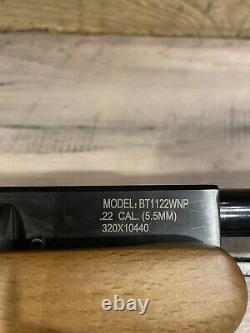 MODEL: BT1122WNP
.22 CAL. (5.5MM)
320X10440